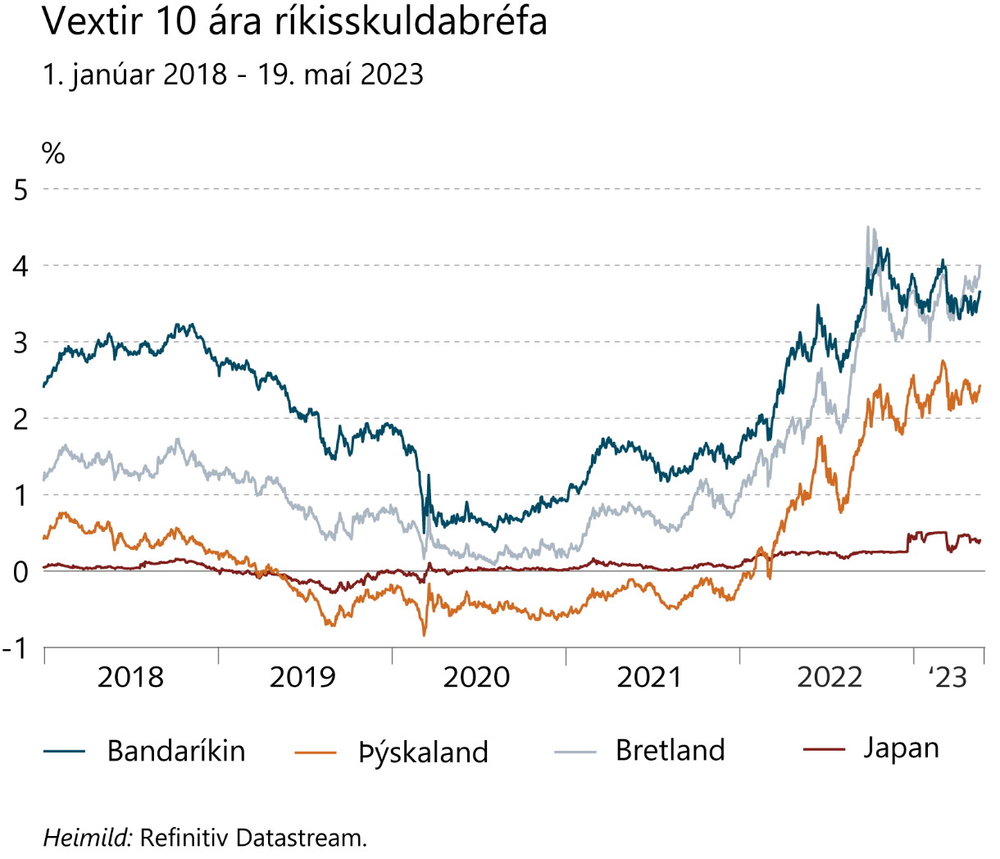 Vextir 10 ára ríkisskuldabréfa
1. janúar 2018 - 19. maí 2023
%
5
4
3
2
1
0
-1
2018 2019 2020 2021 2022 ‘23
Bandaríkin Þýskaland Bretland Japan
Heimild: Refinitiv Datastream.